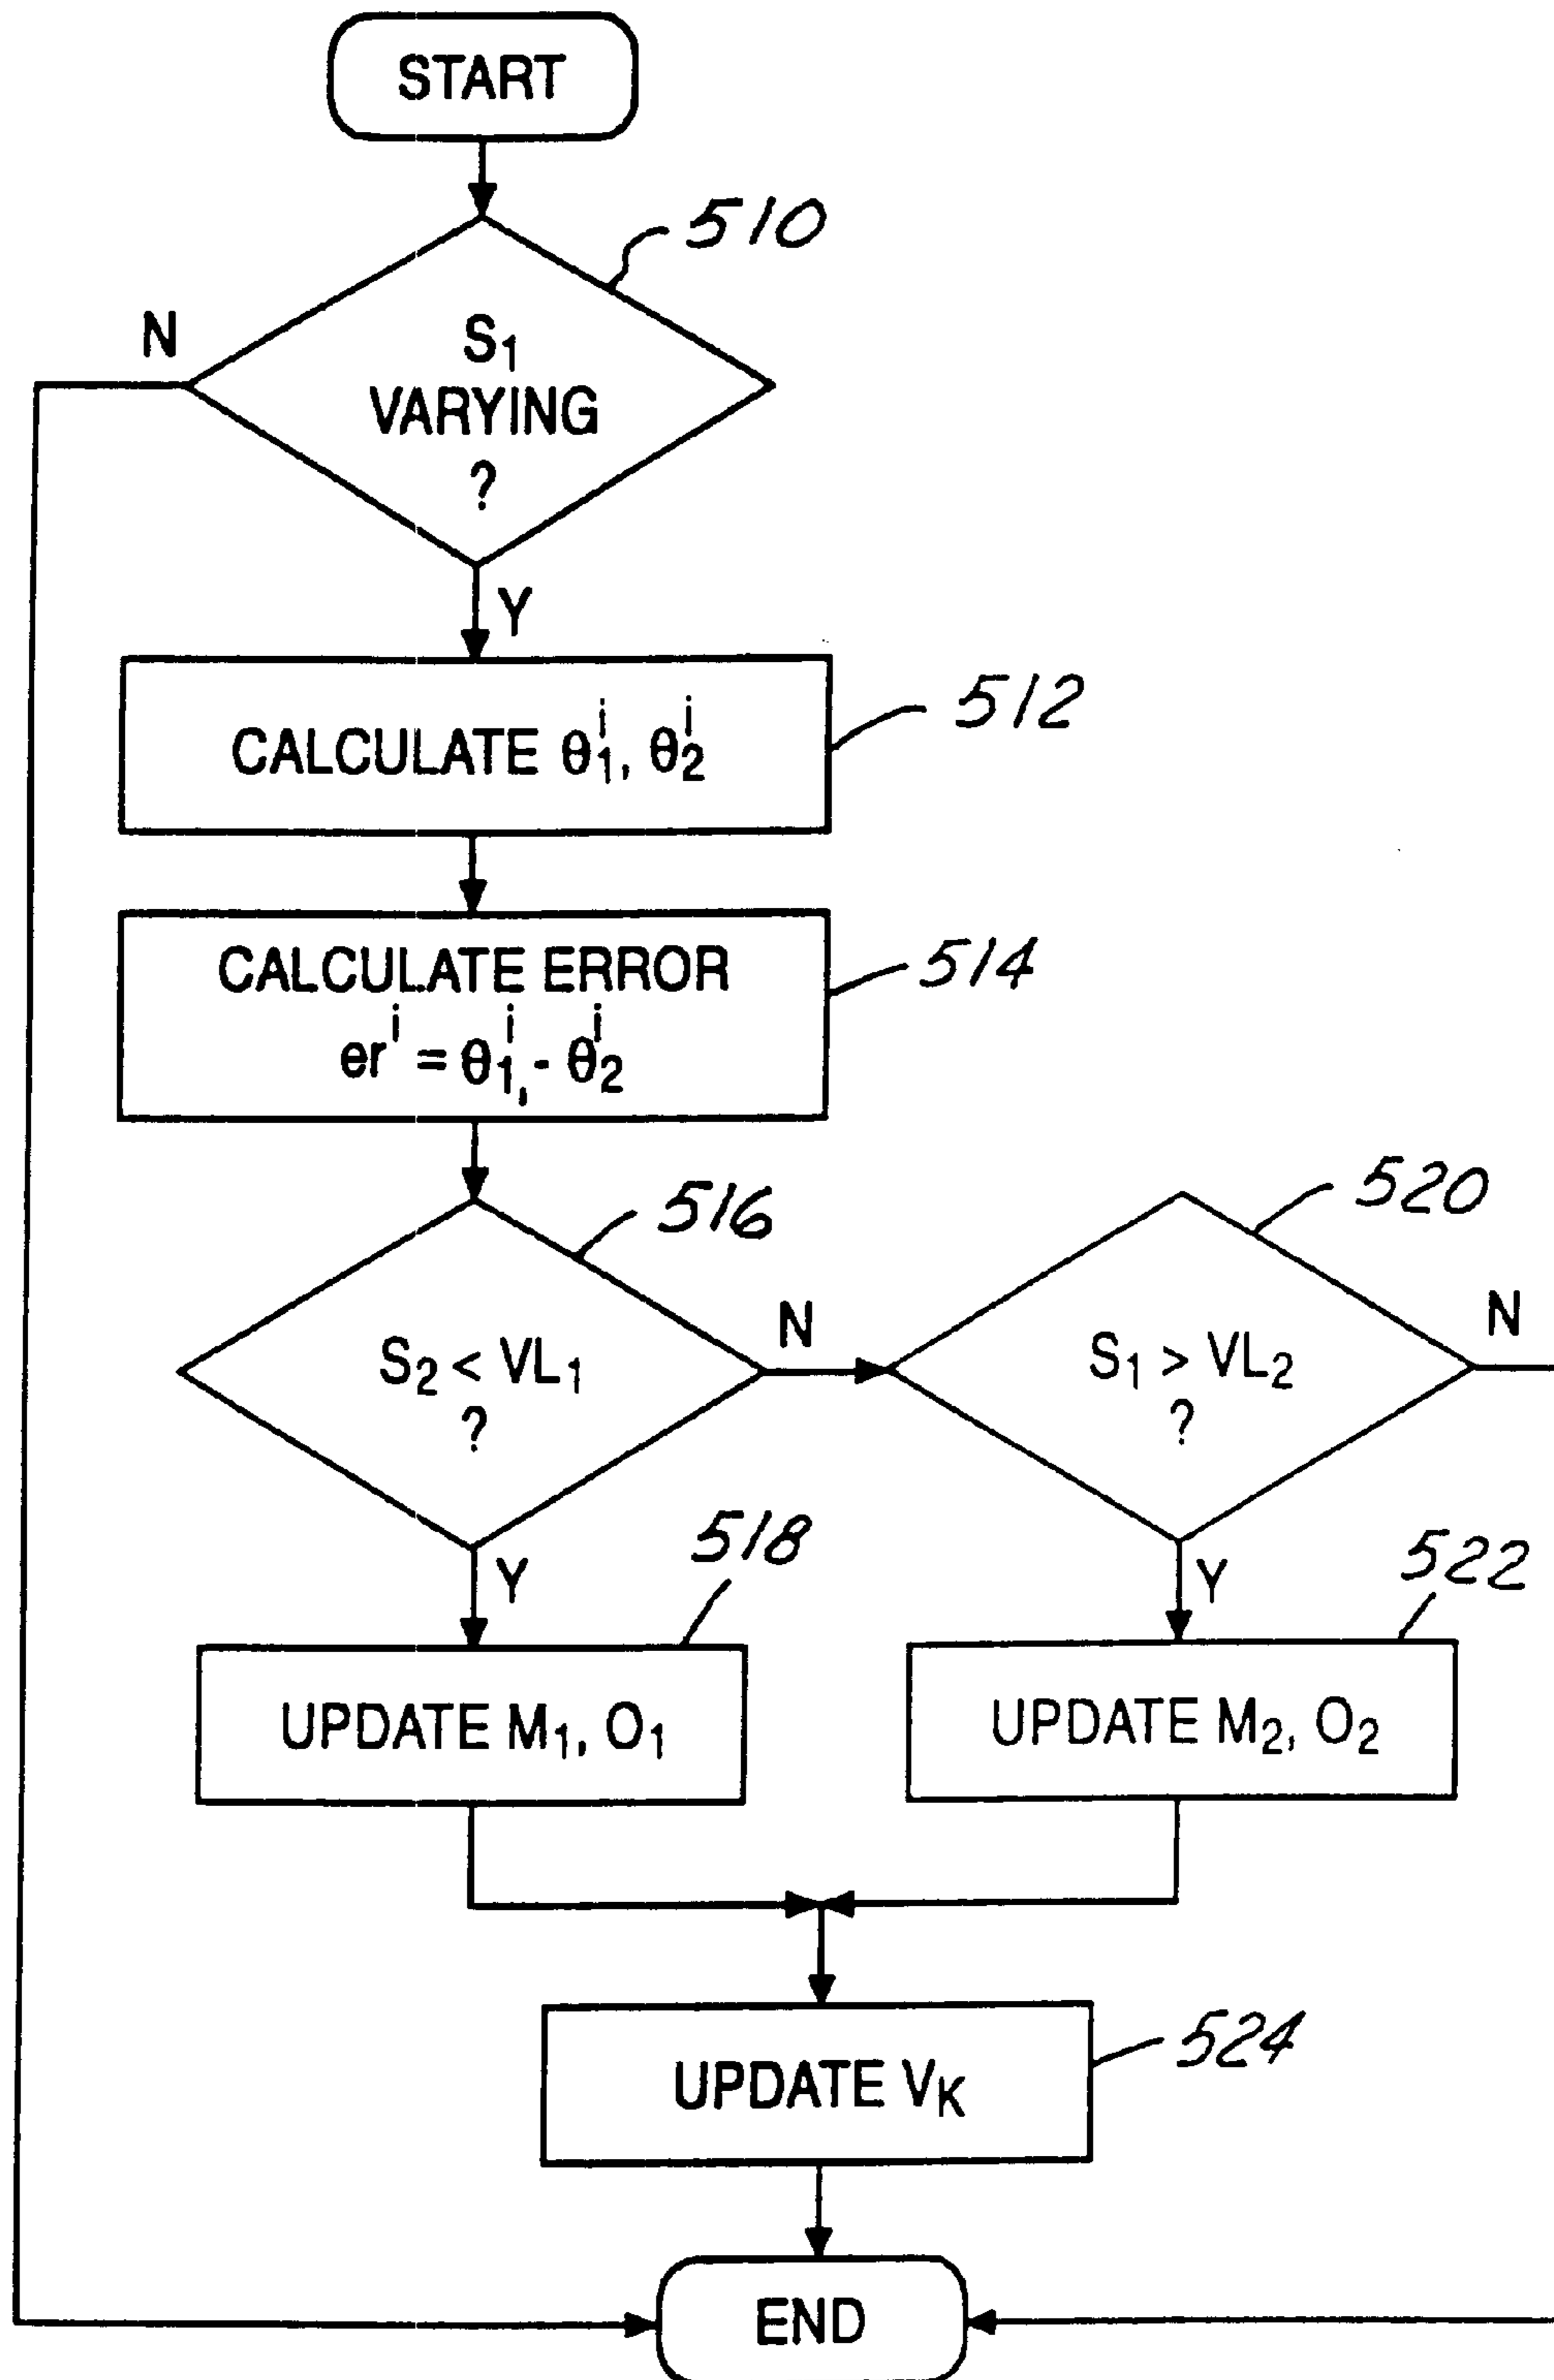 START
510
N
S₁
VARYING
?
Y
512
CALCULATE θ₁ⁱ, θ₂ⁱ
514
CALCULATE ERROR
erⁱ = θ₁ⁱ, - θ₂ⁱ
516
520
S₂ < VL₁
?
N
S₁ > VL₂
?
N
Y
518
Y
522
UPDATE M₁, O₁
UPDATE M₂, O₂
UPDATE V_K
524
END